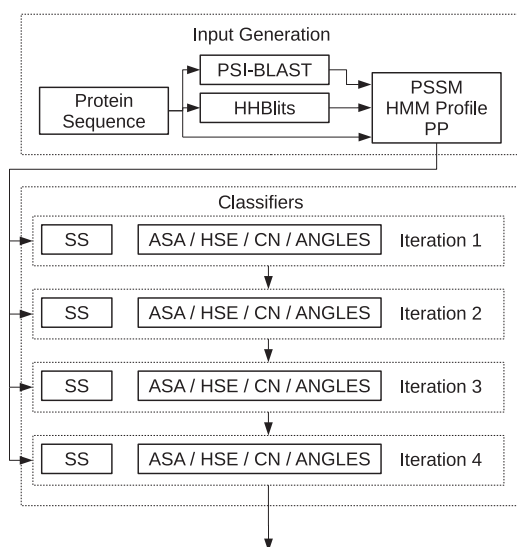 Input Generation
PSI-BLAST
Protein
Sequence
HHBlits
PSSM
HMM Profile
PP
Classifiers
SS ASA / HSE / CN / ANGLES Iteration 1
SS ASA / HSE / CN / ANGLES Iteration 2
SS ASA / HSE / CN / ANGLES Iteration 3
SS ASA / HSE / CN / ANGLES Iteration 4